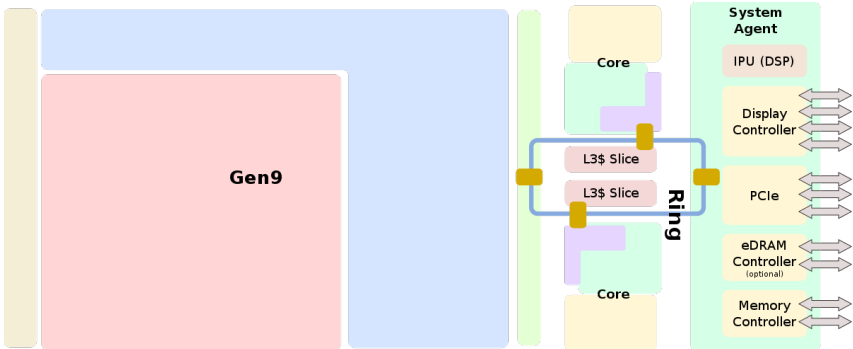 System
Agent
Core
IPU (DSP)
Display
Controller
L3$ Slice
Gen9
L3$ Slice
PCIe
Ring
eDRAM
Controller
(optional)
Core
Memory
Controller